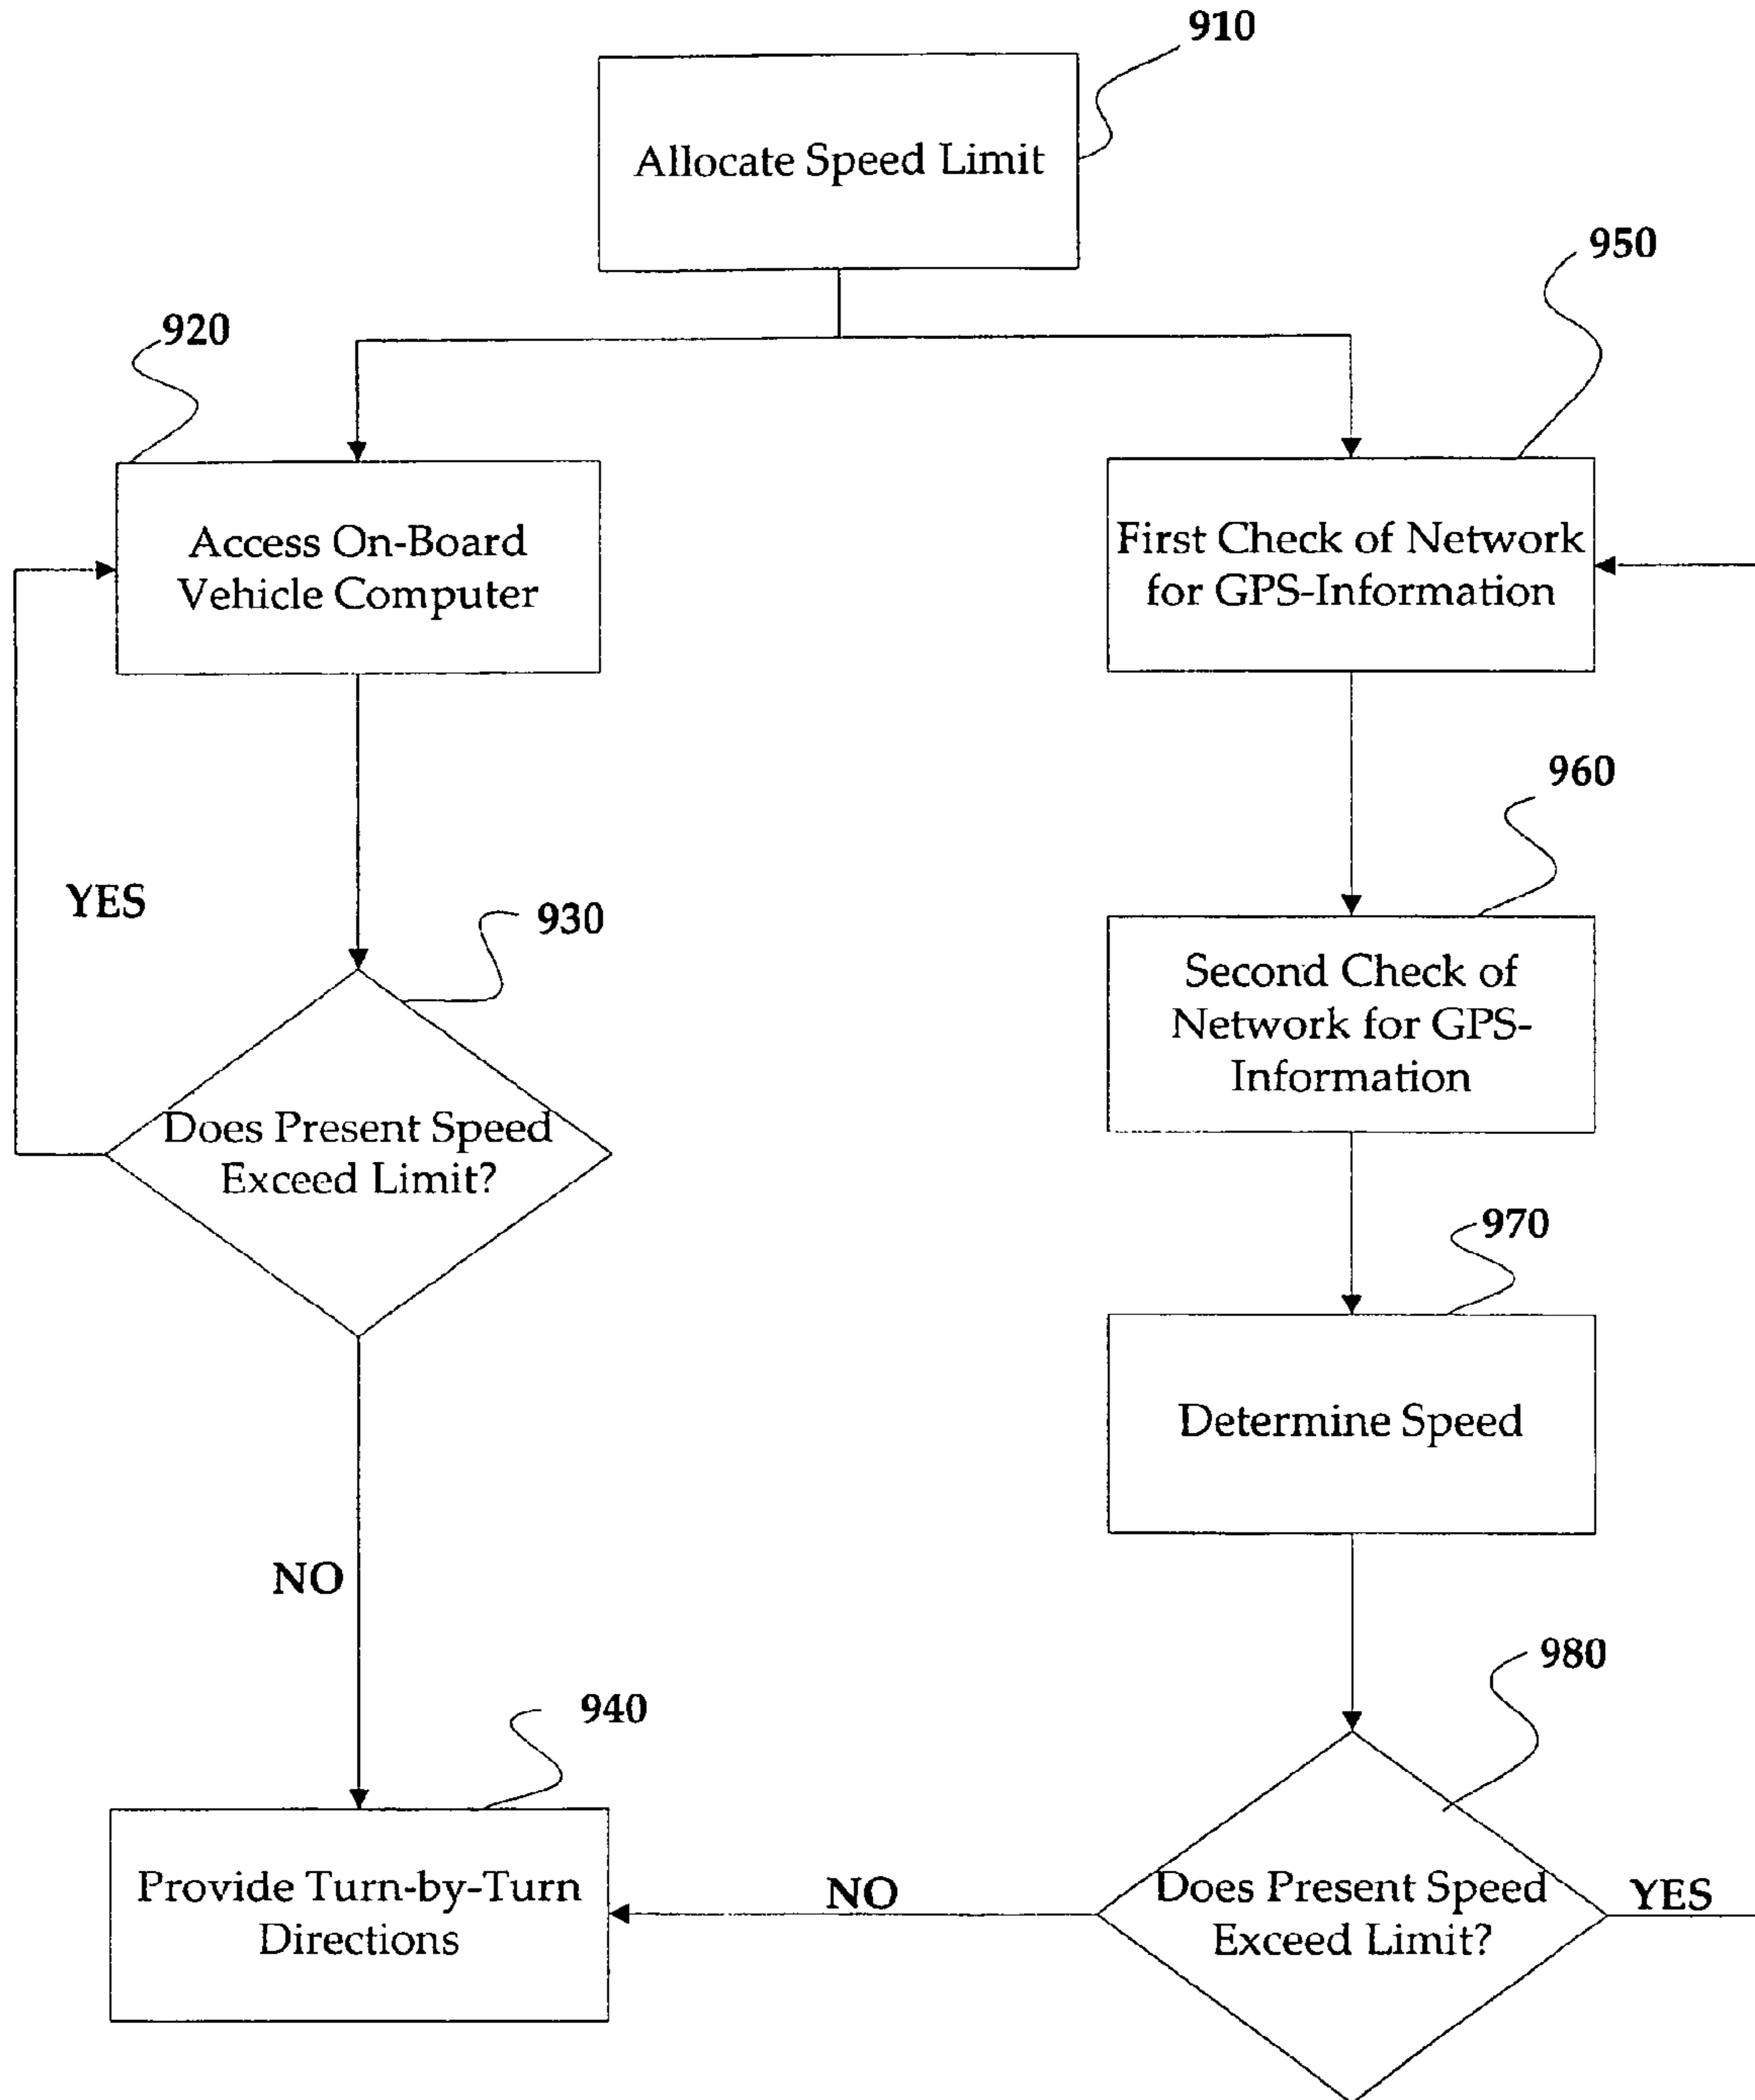 910
Allocate Speed Limit
950
920
Access On-Board
Vehicle Computer
First Check of Network
for GPS-Information
960
YES
930
Second Check of
Network for GPS-
Information
Does Present Speed
Exceed Limit?
970
Determine Speed
NO
980
940
Provide Turn-by-Turn
Directions
NO
Does Present Speed
Exceed Limit?
YES